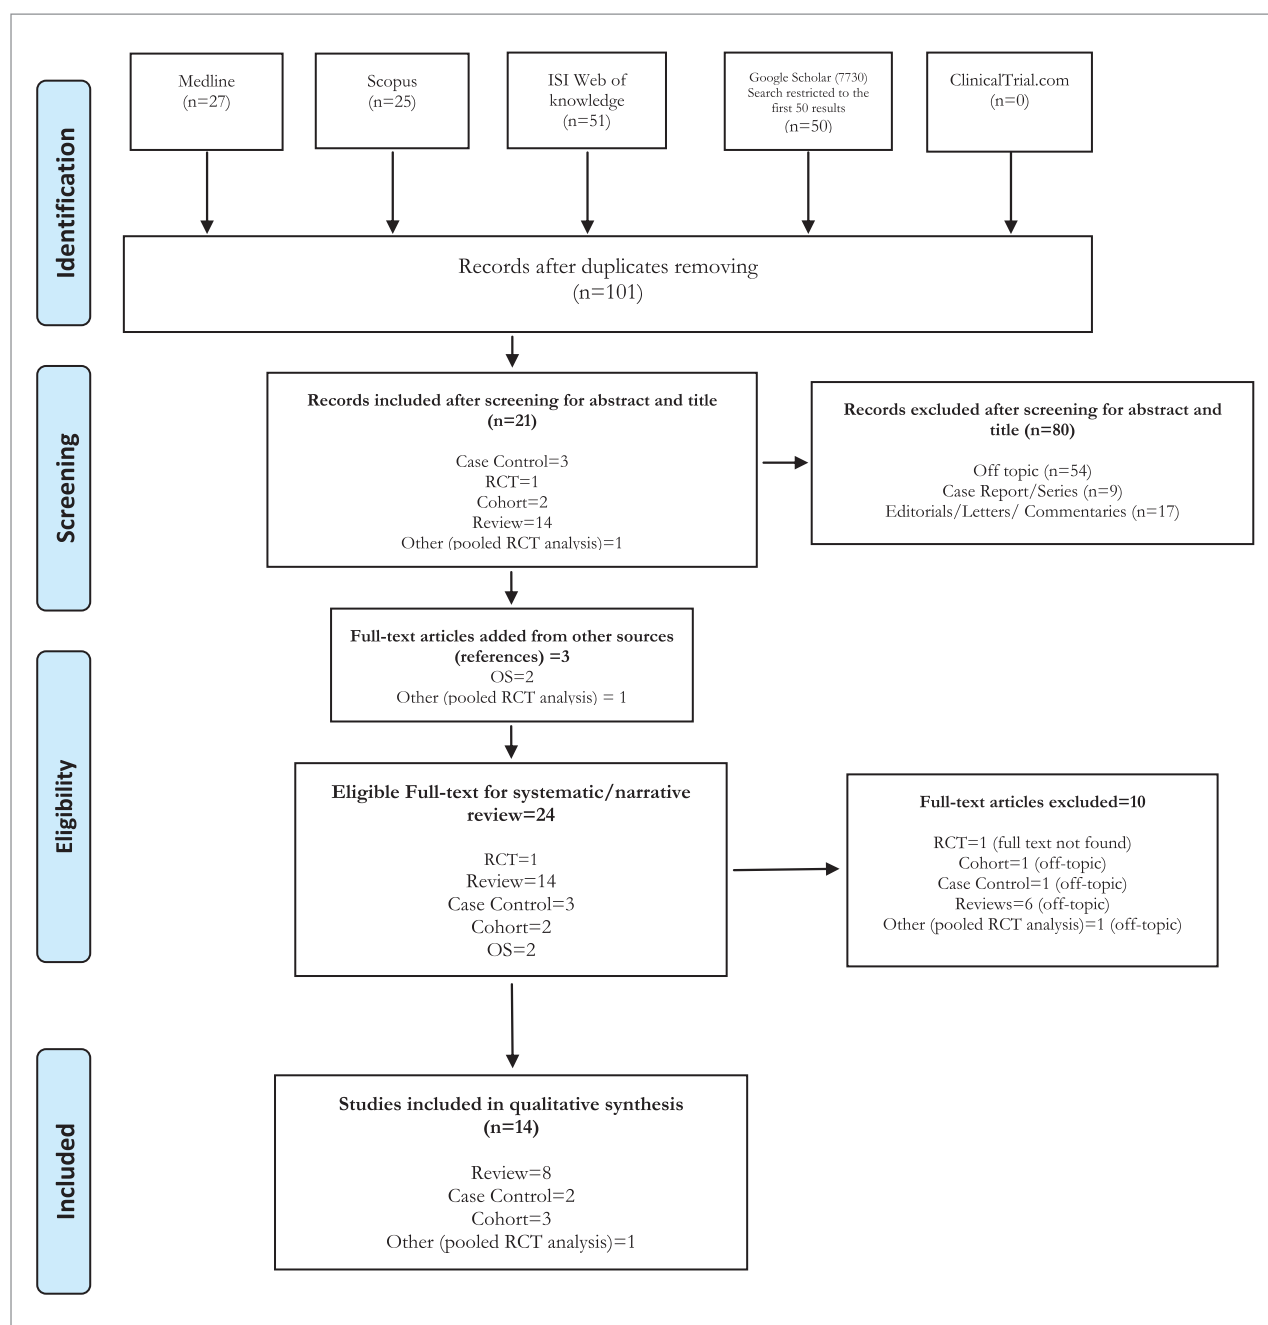 Identification
Medline
(n=27)
Scopus
(n=25)
ISI Web of
knowledge
(n=51)
Google Scholar (7730)
Search restricted to the
first 50 results
(n=50)
ClinicalTrial.com
(n=0)
Records after duplicates removing
(n=101)
Screening
Records included after screening for abstract and title
(n=21)
Case Control=3
RCT=1
Cohort=2
Review=14
Other (pooled RCT analysis)=1
Records excluded after screening for abstract and
title (n=80)
Off topic (n=54)
Case Report/Series (n=9)
Editorials/Letters/ Commentaries (n=17)
Full-text articles added from other sources
(references) =3
OS=2
Other (pooled RCT analysis) = 1
Eligibility
Eligible Full-text for systematic/narrative
review=24
RCT=1
Review=14
Case Control=3
Cohort=2
OS=2
Full-text articles excluded=10
RCT=1 (full text not found)
Cohort=1 (off-topic)
Case Control=1 (off-topic)
Reviews=6 (off-topic)
Other (pooled RCT analysis)=1 (off-topic)
Included
Studies included in qualitative synthesis
(n=14)
Review=8
Case Control=2
Cohort=3
Other (pooled RCT analysis)=1